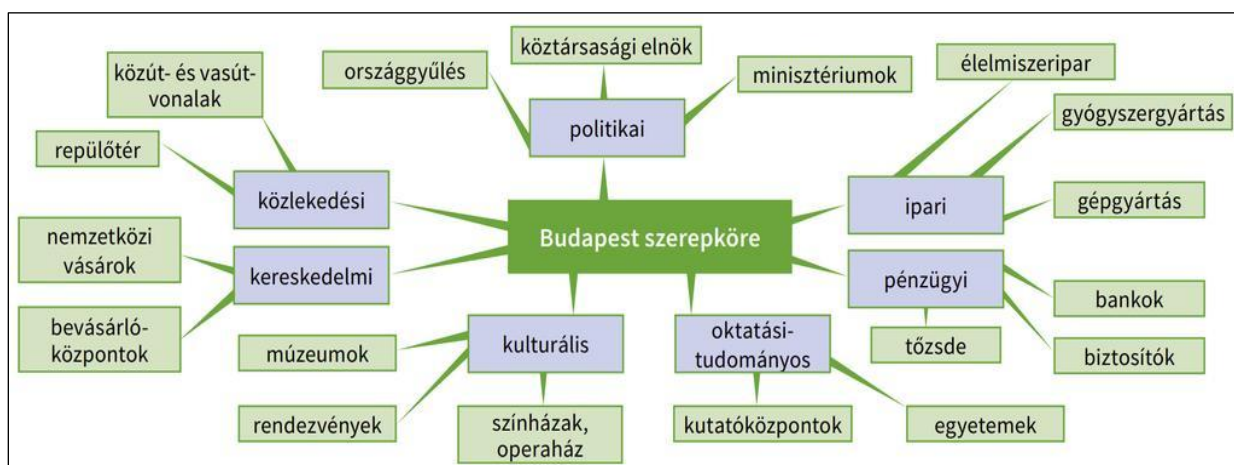 köztársasági elnök
országgyűlés
minisztériumok
politikai
közút- és vasút-
vonalak
repülőtér
közlekedési
élelmiszeripar
gyógyszergyártás
ipari
gépgyártás
Budapest szerepköre
nemzetközi
vásárok
kereskedelmi
bevásárló-
központok
pénzügyi
bankok
tőzsde
biztosítók
kulturális
múzeumok
rendezvények
színházak,
operaház
oktatási-
tudományos
kutatóközpontok
egyetemek